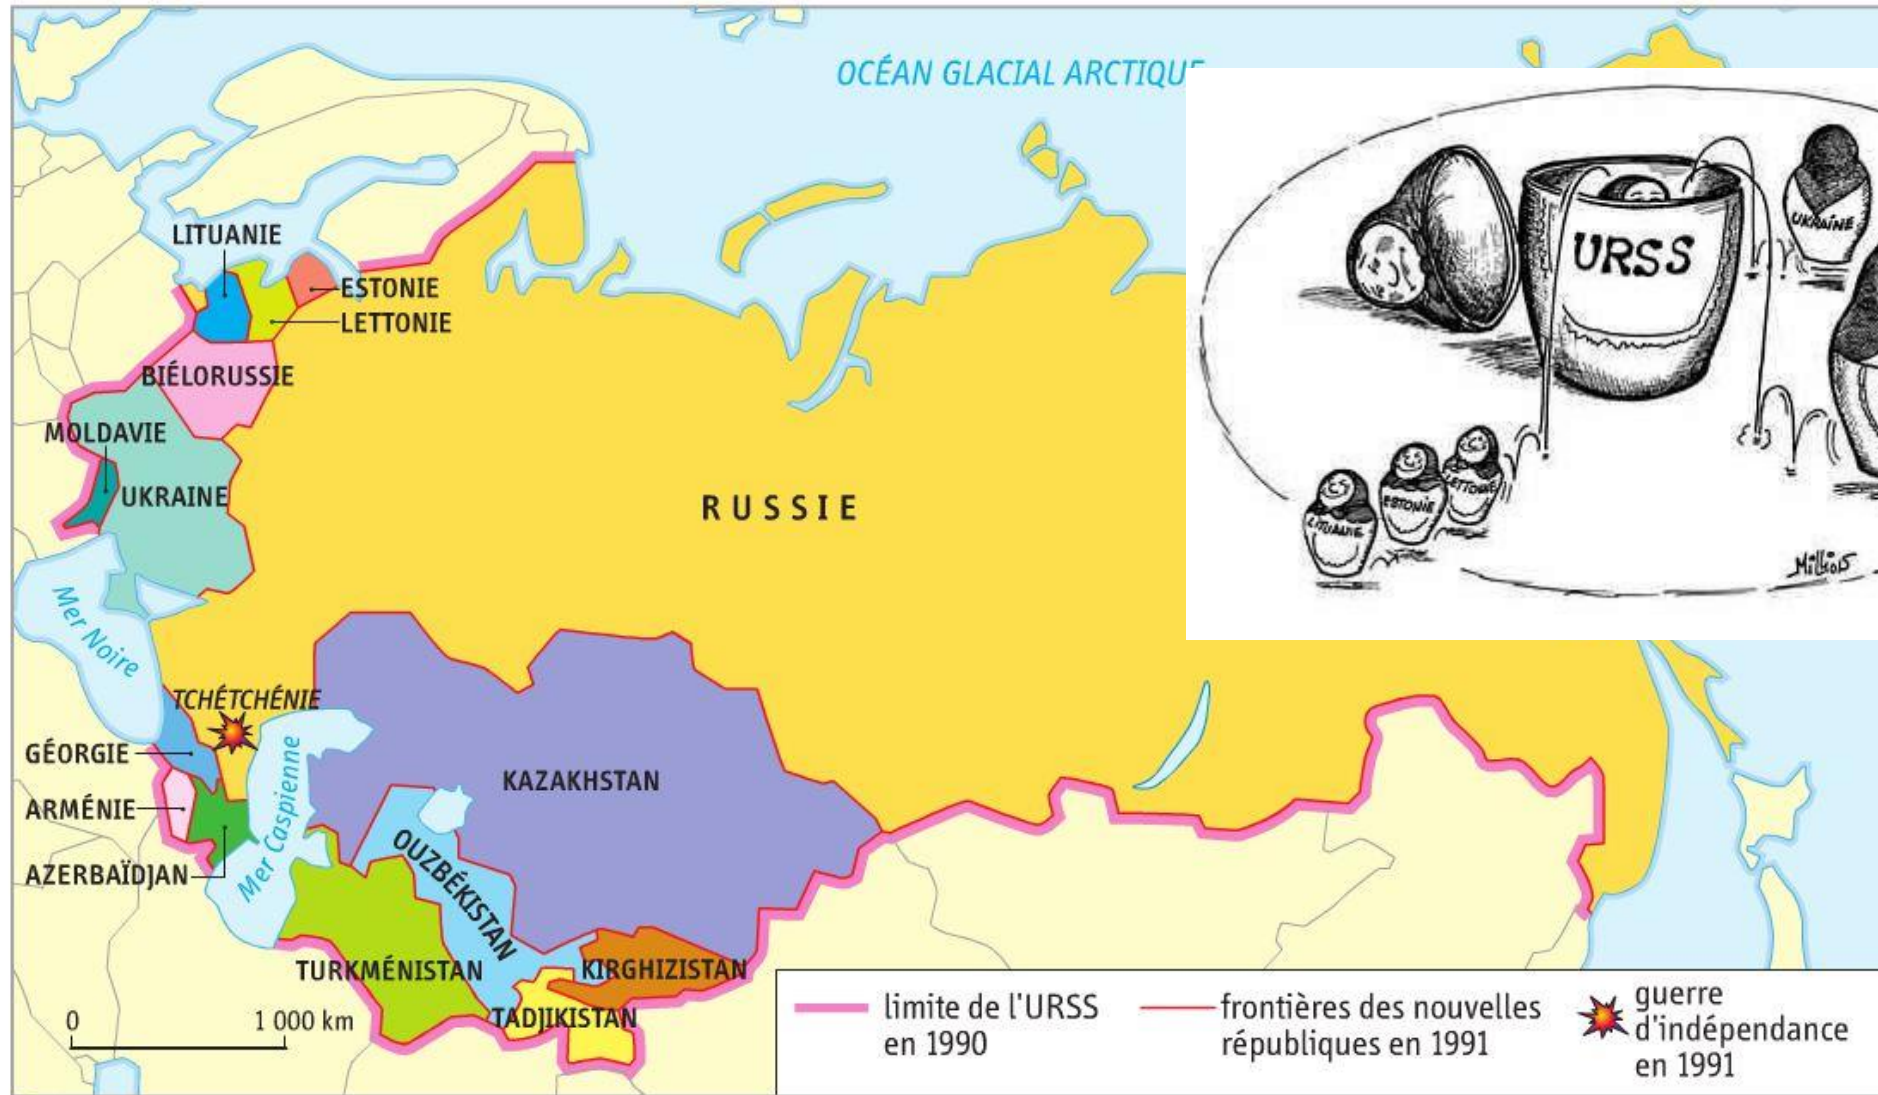 OCÉAN GLACIAL ARCTIQUE
LITUANIE
ESTONIE
LETTONIE
BIÉLORUSSIE
MOLDAVIE
UKRAINE
RUSSIE
Mer Noire
TCHÉTCHÉNIE
GÉORGIE
ARMÉNIE
AZERBAÏDJAN
Mer Caspienne
KAZAKHSTAN
OUZBÉKISTAN
TURKMÉNISTAN
KIRGHIZISTAN
TADJIKISTAN
0 1 000 km
URSS
UKRAINE
LITUANIE
ESTONIE
LETTONIE
limite de l'URSS
en 1990
frontières des nouvelles
républiques en 1991
guerre
d'indépendance
en 1991